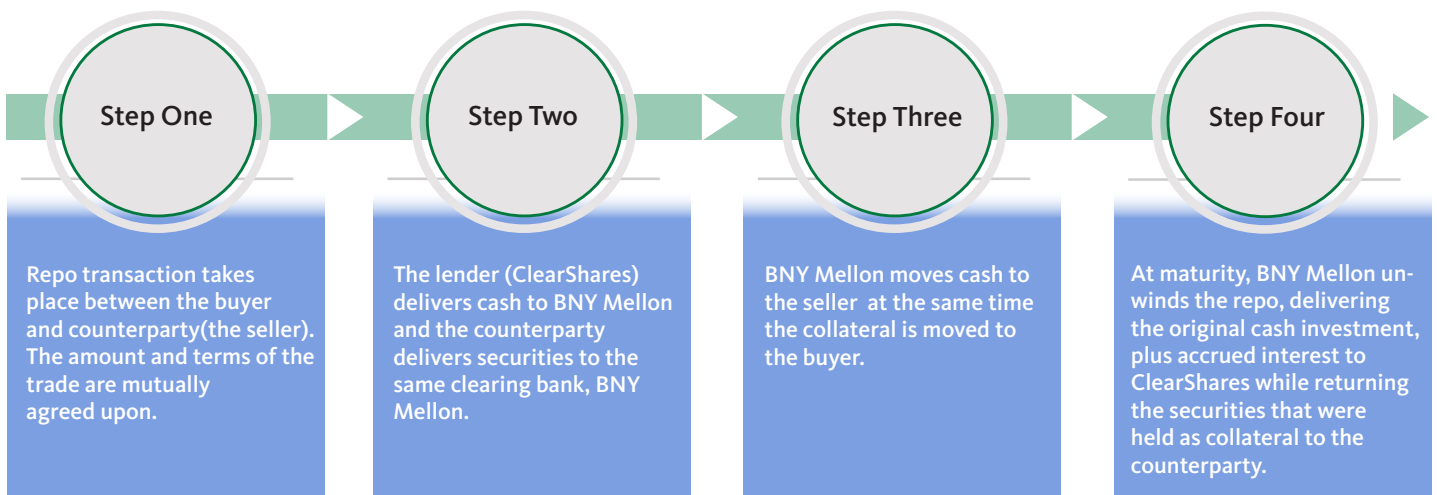 Step One
Repo transaction takes
place between the buyer
and counterparty(the seller).
The amount and terms of the
trade are mutually
agreed upon.
Step Two
The lender (ClearShares)
delivers cash to BNY Mellon
and the counterparty
delivers securities to the
same clearing bank, BNY
Mellon.
Step Three
BNY Mellon moves cash to
the seller  at the same time
the collateral is moved to
the buyer.
Step Four
At maturity, BNY Mellon un-
winds the repo, delivering
the original cash investment,
plus accrued interest to
ClearShares while returning
the securities that were
held as collateral to the
counterparty.